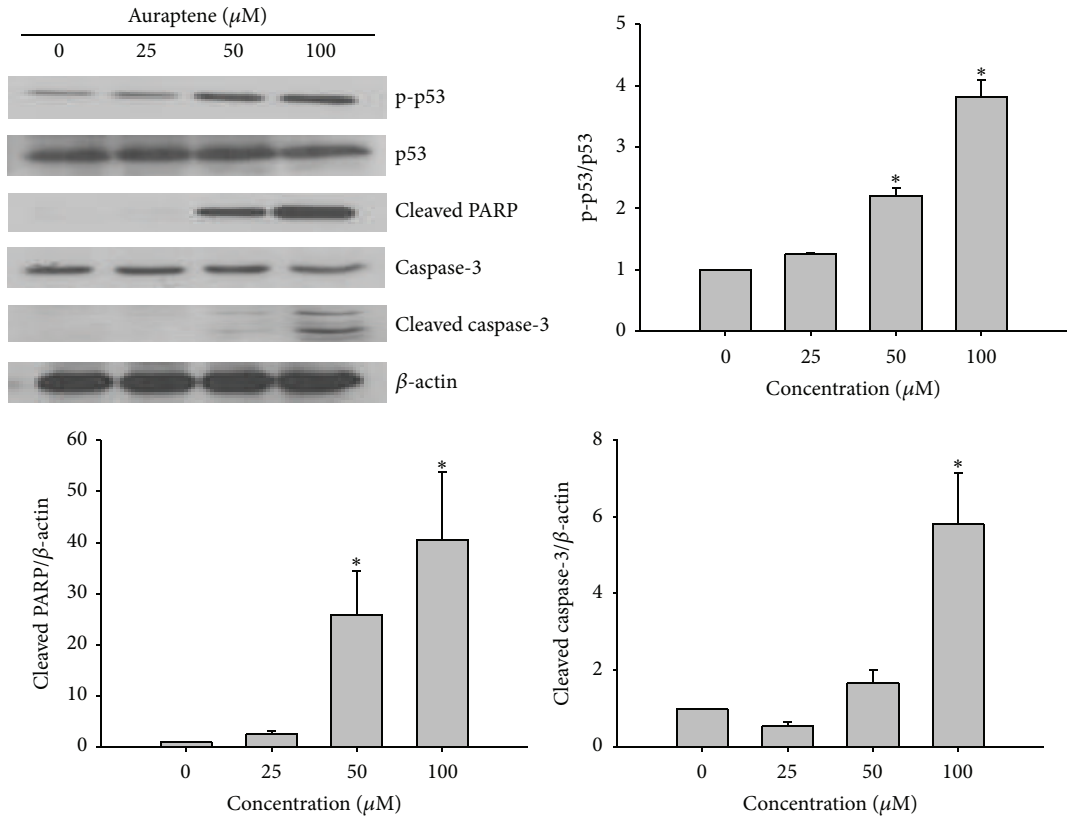 Auraptene (μM)
0 25 50 100
p-p53
p53
Cleaved PARP
Caspase-3
Cleaved caspase-3
β-actin
p-p53/p53
5
4
3
2
1
0
*
*
0 25 50 100
Concentration (μM)
Cleaved PARP/β-actin
60
50
40
30
20
10
0
*
*
0 25 50 100
Concentration (μM)
Cleaved caspase-3/β-actin
8
6
4
2
0
*
0 25 50 100
Concentration (μM)